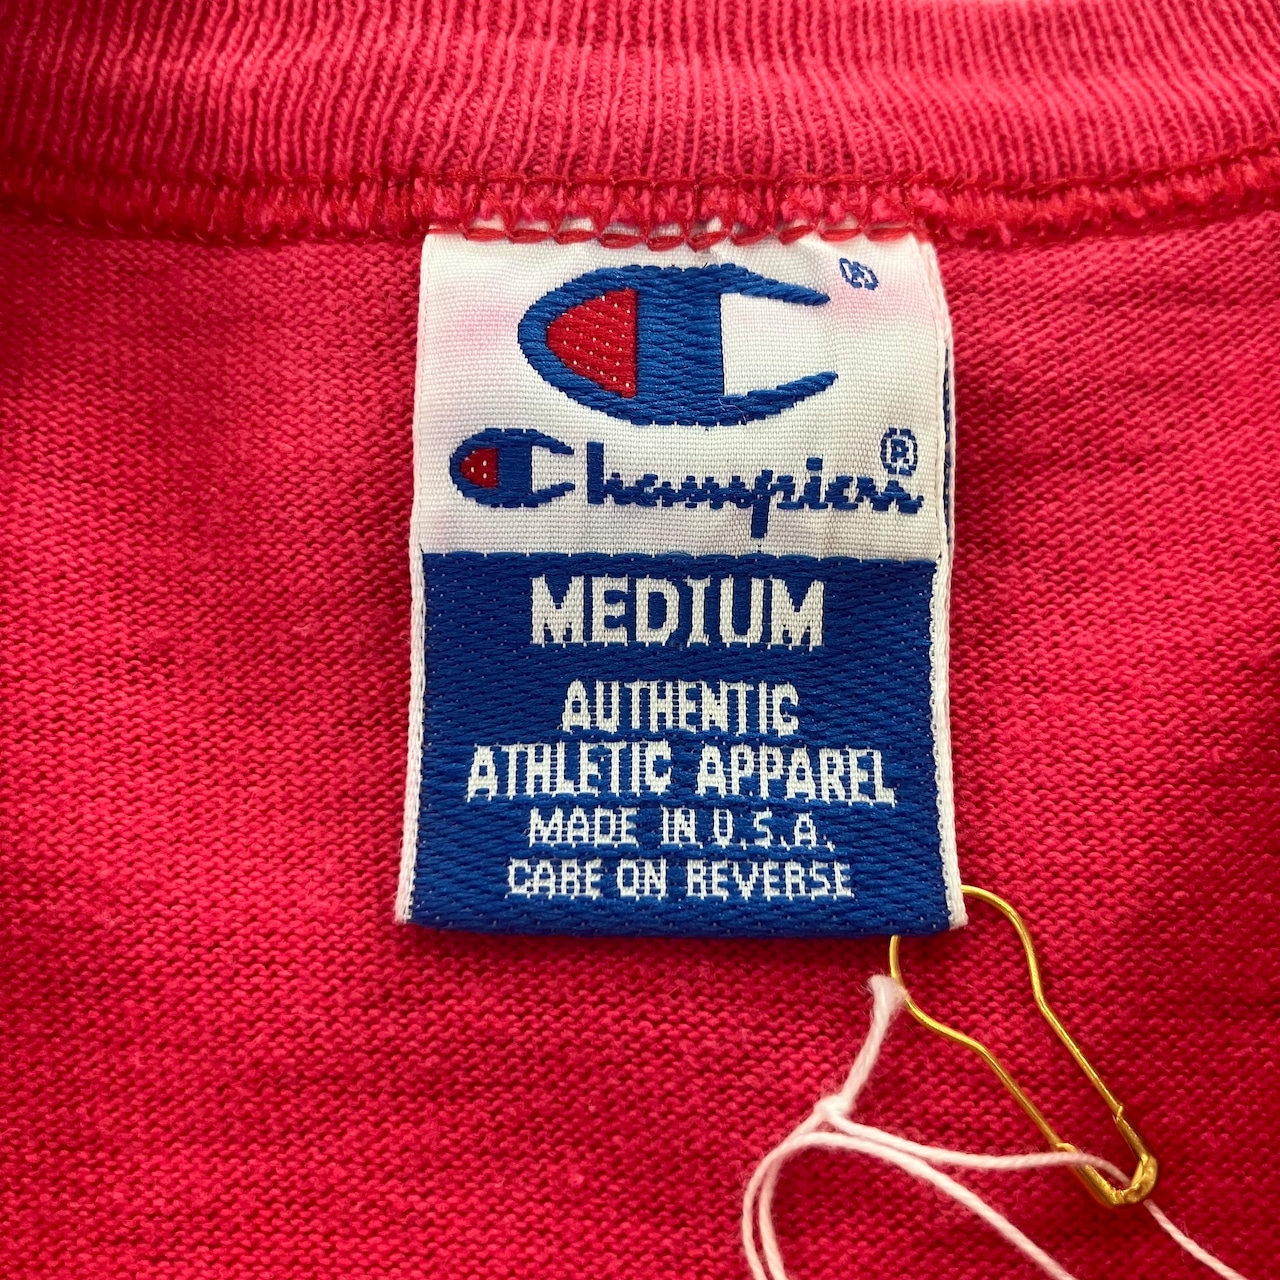 ®
Champion®
MEDIUM
AUTHENTIC
ATHLETIC APPAREL
MADE IN U.S.A.
CARE ON REVERSE